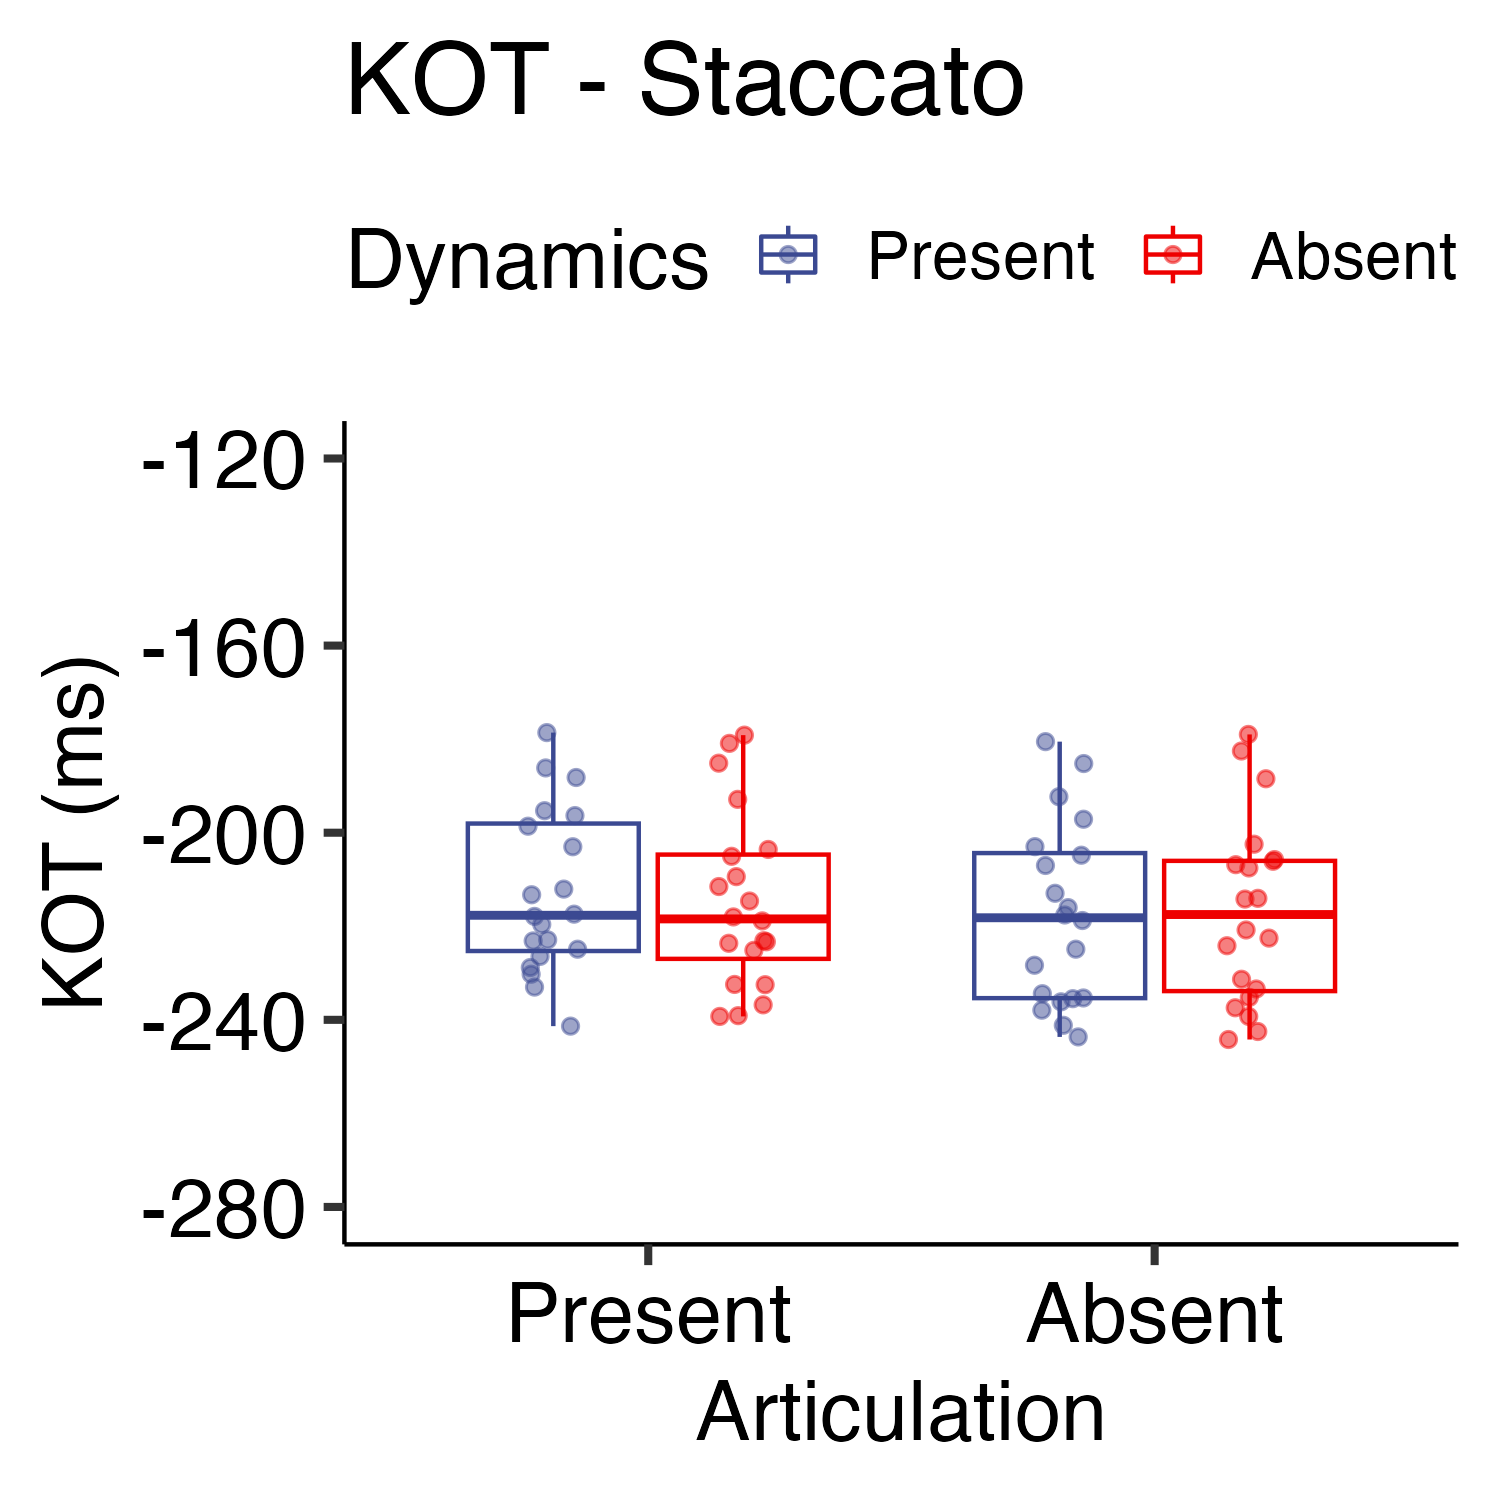 KOT - Staccato
Dynamics Present Absent
-120
-160
-200
-240
-280
KOT (ms)
Present Absent
Articulation